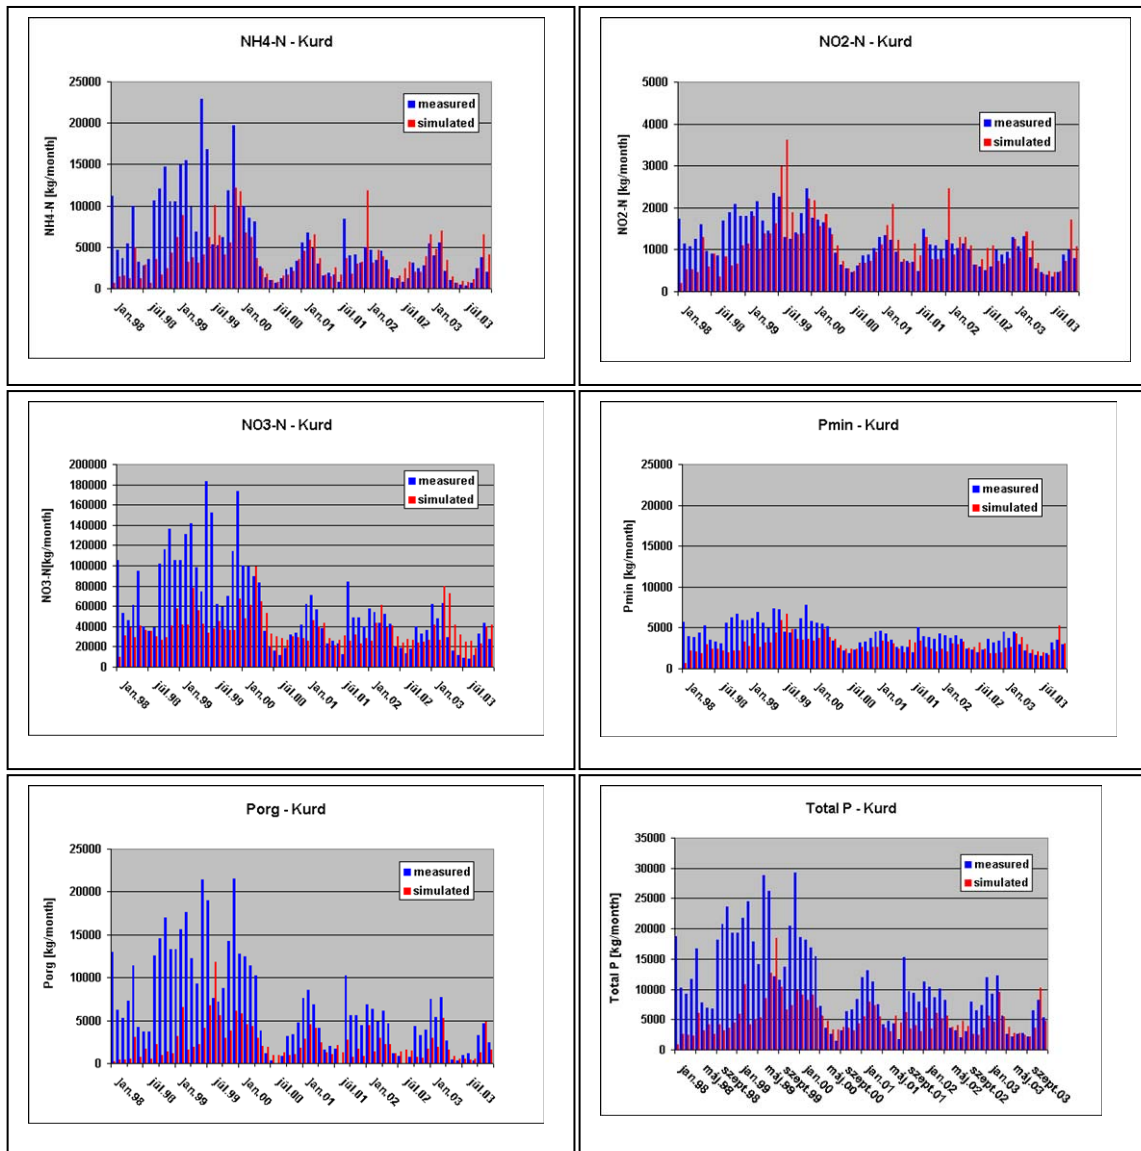 NH4-N - Kurd
NH4-N [kg/month]
25000
20000
15000
10000
5000
0
measured
simulated
jan.98
júl.98
jan.99
júl.99
jan.00
júl.00
jan.01
júl.01
jan.02
júl.02
jan.03
júl.03
NO2-N - Kurd
NO2-N [kg/month]
5000
4000
3000
2000
1000
0
measured
simulated
jan.98
júl.98
jan.99
júl.99
jan.00
júl.00
jan.01
júl.01
jan.02
júl.02
jan.03
júl.03
NO3-N - Kurd
NO3-N[kg/month]
200000
180000
160000
140000
120000
100000
80000
60000
40000
20000
0
measured
simulated
jan.98
júl.98
jan.99
júl.99
jan.00
júl.00
jan.01
júl.01
jan.02
júl.02
jan.03
júl.03
Pmin - Kurd
Pmin [kg/month]
25000
20000
15000
10000
5000
0
measured
simulated
jan.98
júl.98
jan.99
júl.99
jan.00
júl.00
jan.01
júl.01
jan.02
júl.02
jan.03
júl.03
Porg - Kurd
Porg [kg/month]
25000
20000
15000
10000
5000
0
measured
simulated
jan.98
júl.98
jan.99
júl.99
jan.00
júl.00
jan.01
júl.01
jan.02
júl.02
jan.03
júl.03
Total P - Kurd
Total P [kg/month]
35000
30000
25000
20000
15000
10000
5000
0
measured
simulated
jan.98
máj.98
szept.98
jan.99
máj.99
szept.99
jan.00
máj.00
szept.00
jan.01
máj.01
szept.01
jan.02
máj.02
szept.02
jan.03
máj.03
szept.03